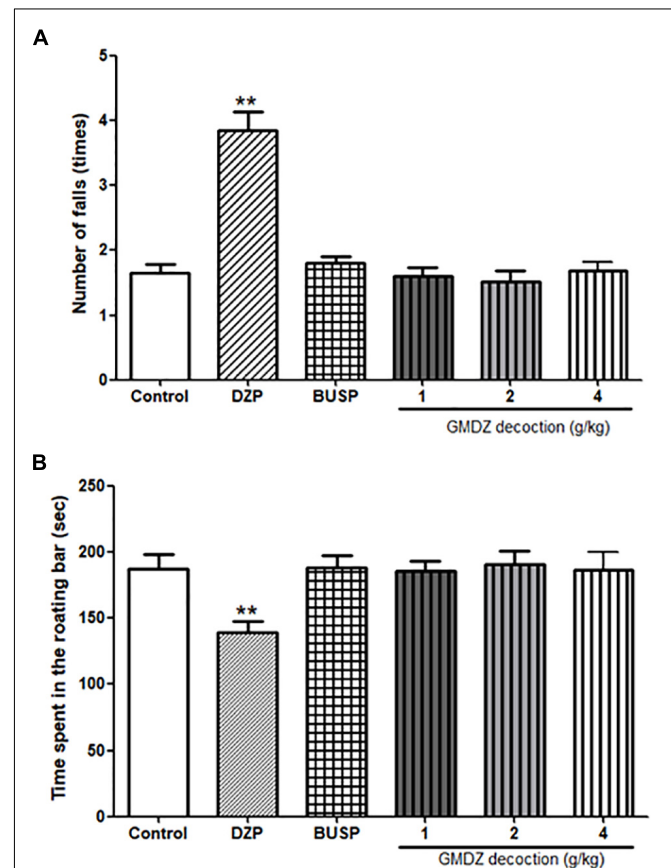 A
Number of falls (times)
5
4
3
2
1
0
**
Control DZP BUSP 1 2 4
GMDZ decoction (g/kg)
B
Time spent in the roating bar (sec)
250
200
150
100
50
0
**
Control DZP BUSP 1 2 4
GMDZ decoction (g/kg)